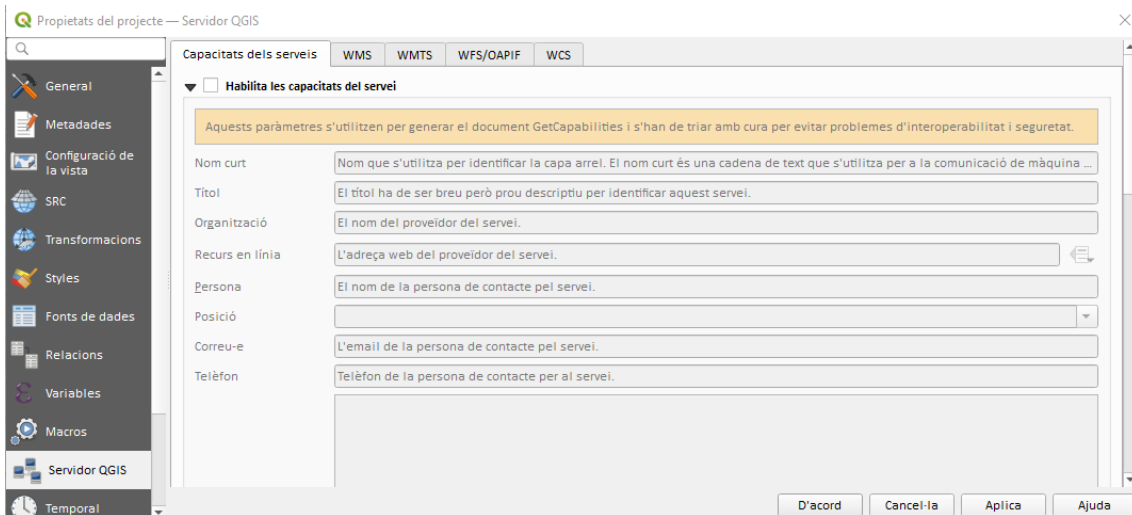 Propietats del projecte — Servidor QGIS
General
Metadades
Configuració de
la vista
SRC
Transformacions
Styles
Fonts de dades
Relacions
Variables
Macros
Servidor QGIS
Temporal
Capacitats dels serveis WMS WMTS WFS/OAPIF WCS
Habilita les capacitats del servei
Aquests paràmetres s'utilitzen per generar el document GetCapabilities i s'han de triar amb cura per evitar problemes d'interoperabilitat i seguretat.
Nom curt Nom que s'utilitza per identificar la capa arrel. El nom curt és una cadena de text que s'utilitza per a la comunicació de màquina ...
Títol El títol ha de ser breu però prou descriptiu per identificar aquest servei.
Organització El nom del proveïdor del servei.
Recurs en línia L'adreça web del proveïdor del servei.
Persona El nom de la persona de contacte pel servei.
Posició
Correu-e L'email de la persona de contacte pel servei.
Telèfon Telèfon de la persona de contacte per al servei.
D'acord Cancel·la Aplica Ajuda